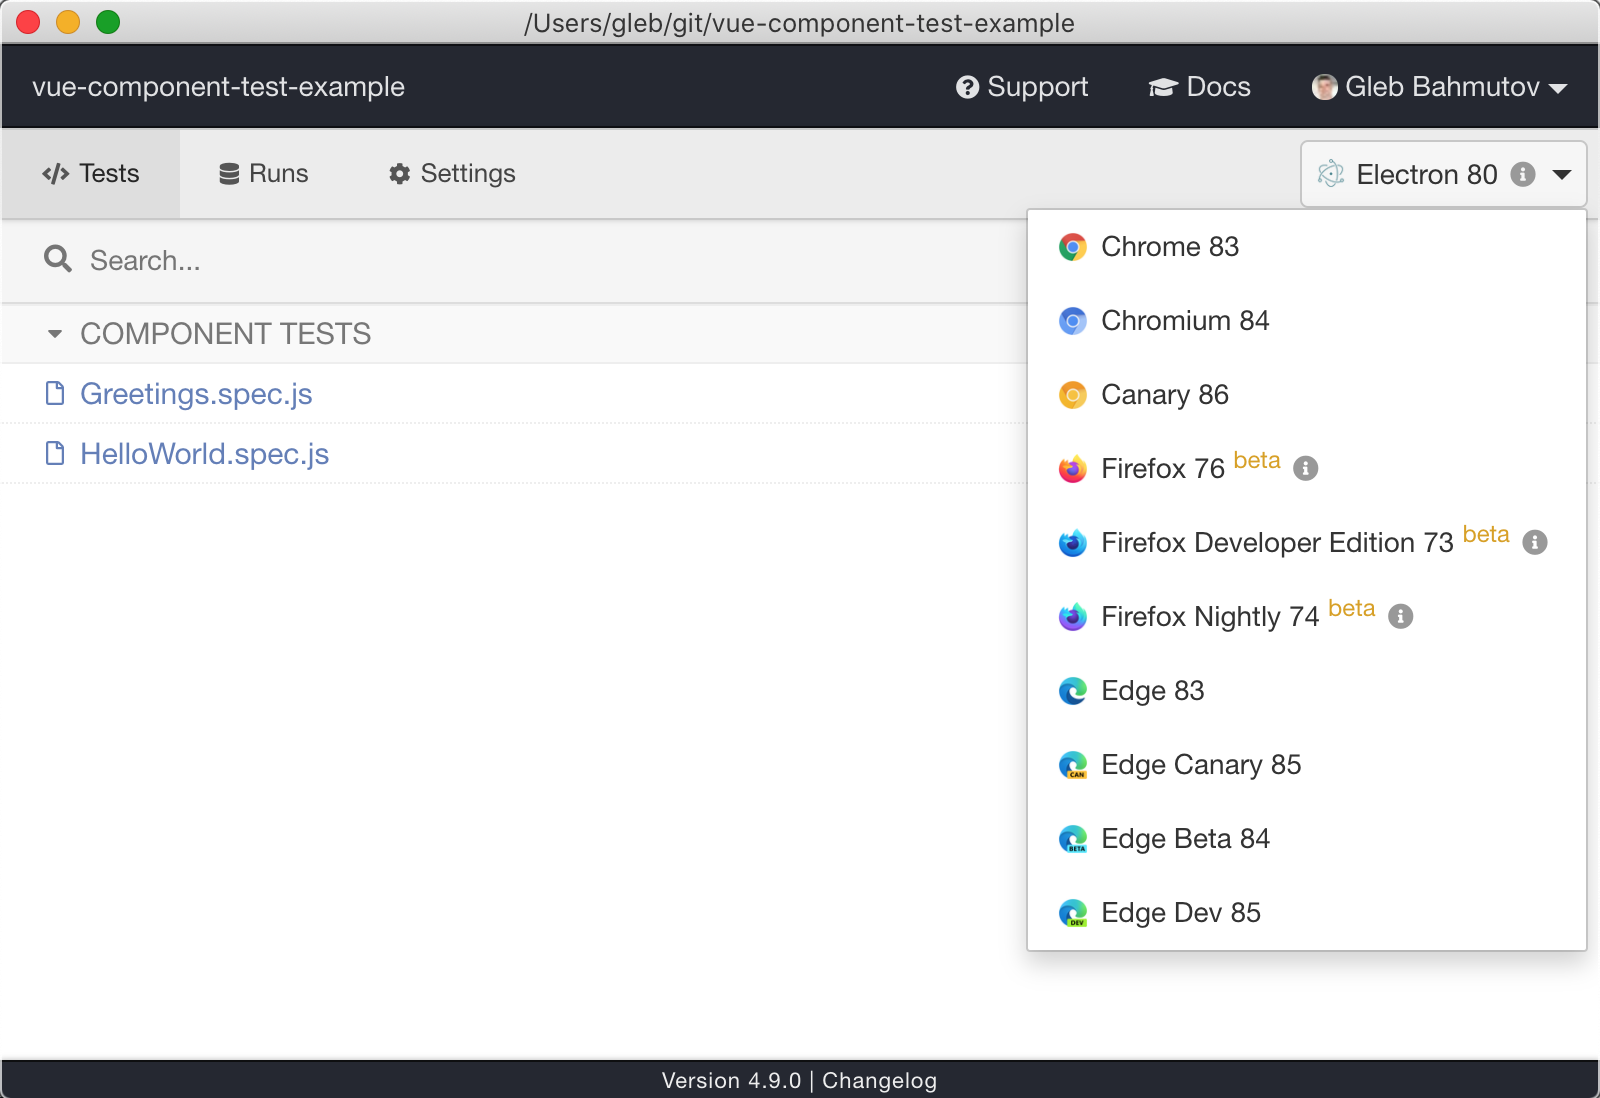 /Users/gleb/git/vue-component-test-example
vue-component-test-example
Support
Docs
Gleb Bahmutov
Tests
Runs
Settings
Electron 80
Search...
COMPONENT TESTS
Greetings.spec.js
HelloWorld.spec.js
Chrome 83
Chromium 84
Canary 86
Firefox 76 beta
Firefox Developer Edition 73 beta
Firefox Nightly 74 beta
Edge 83
CAN
Edge Canary 85
BETA
Edge Beta 84
DEV
Edge Dev 85
Version 4.9.0 | Changelog